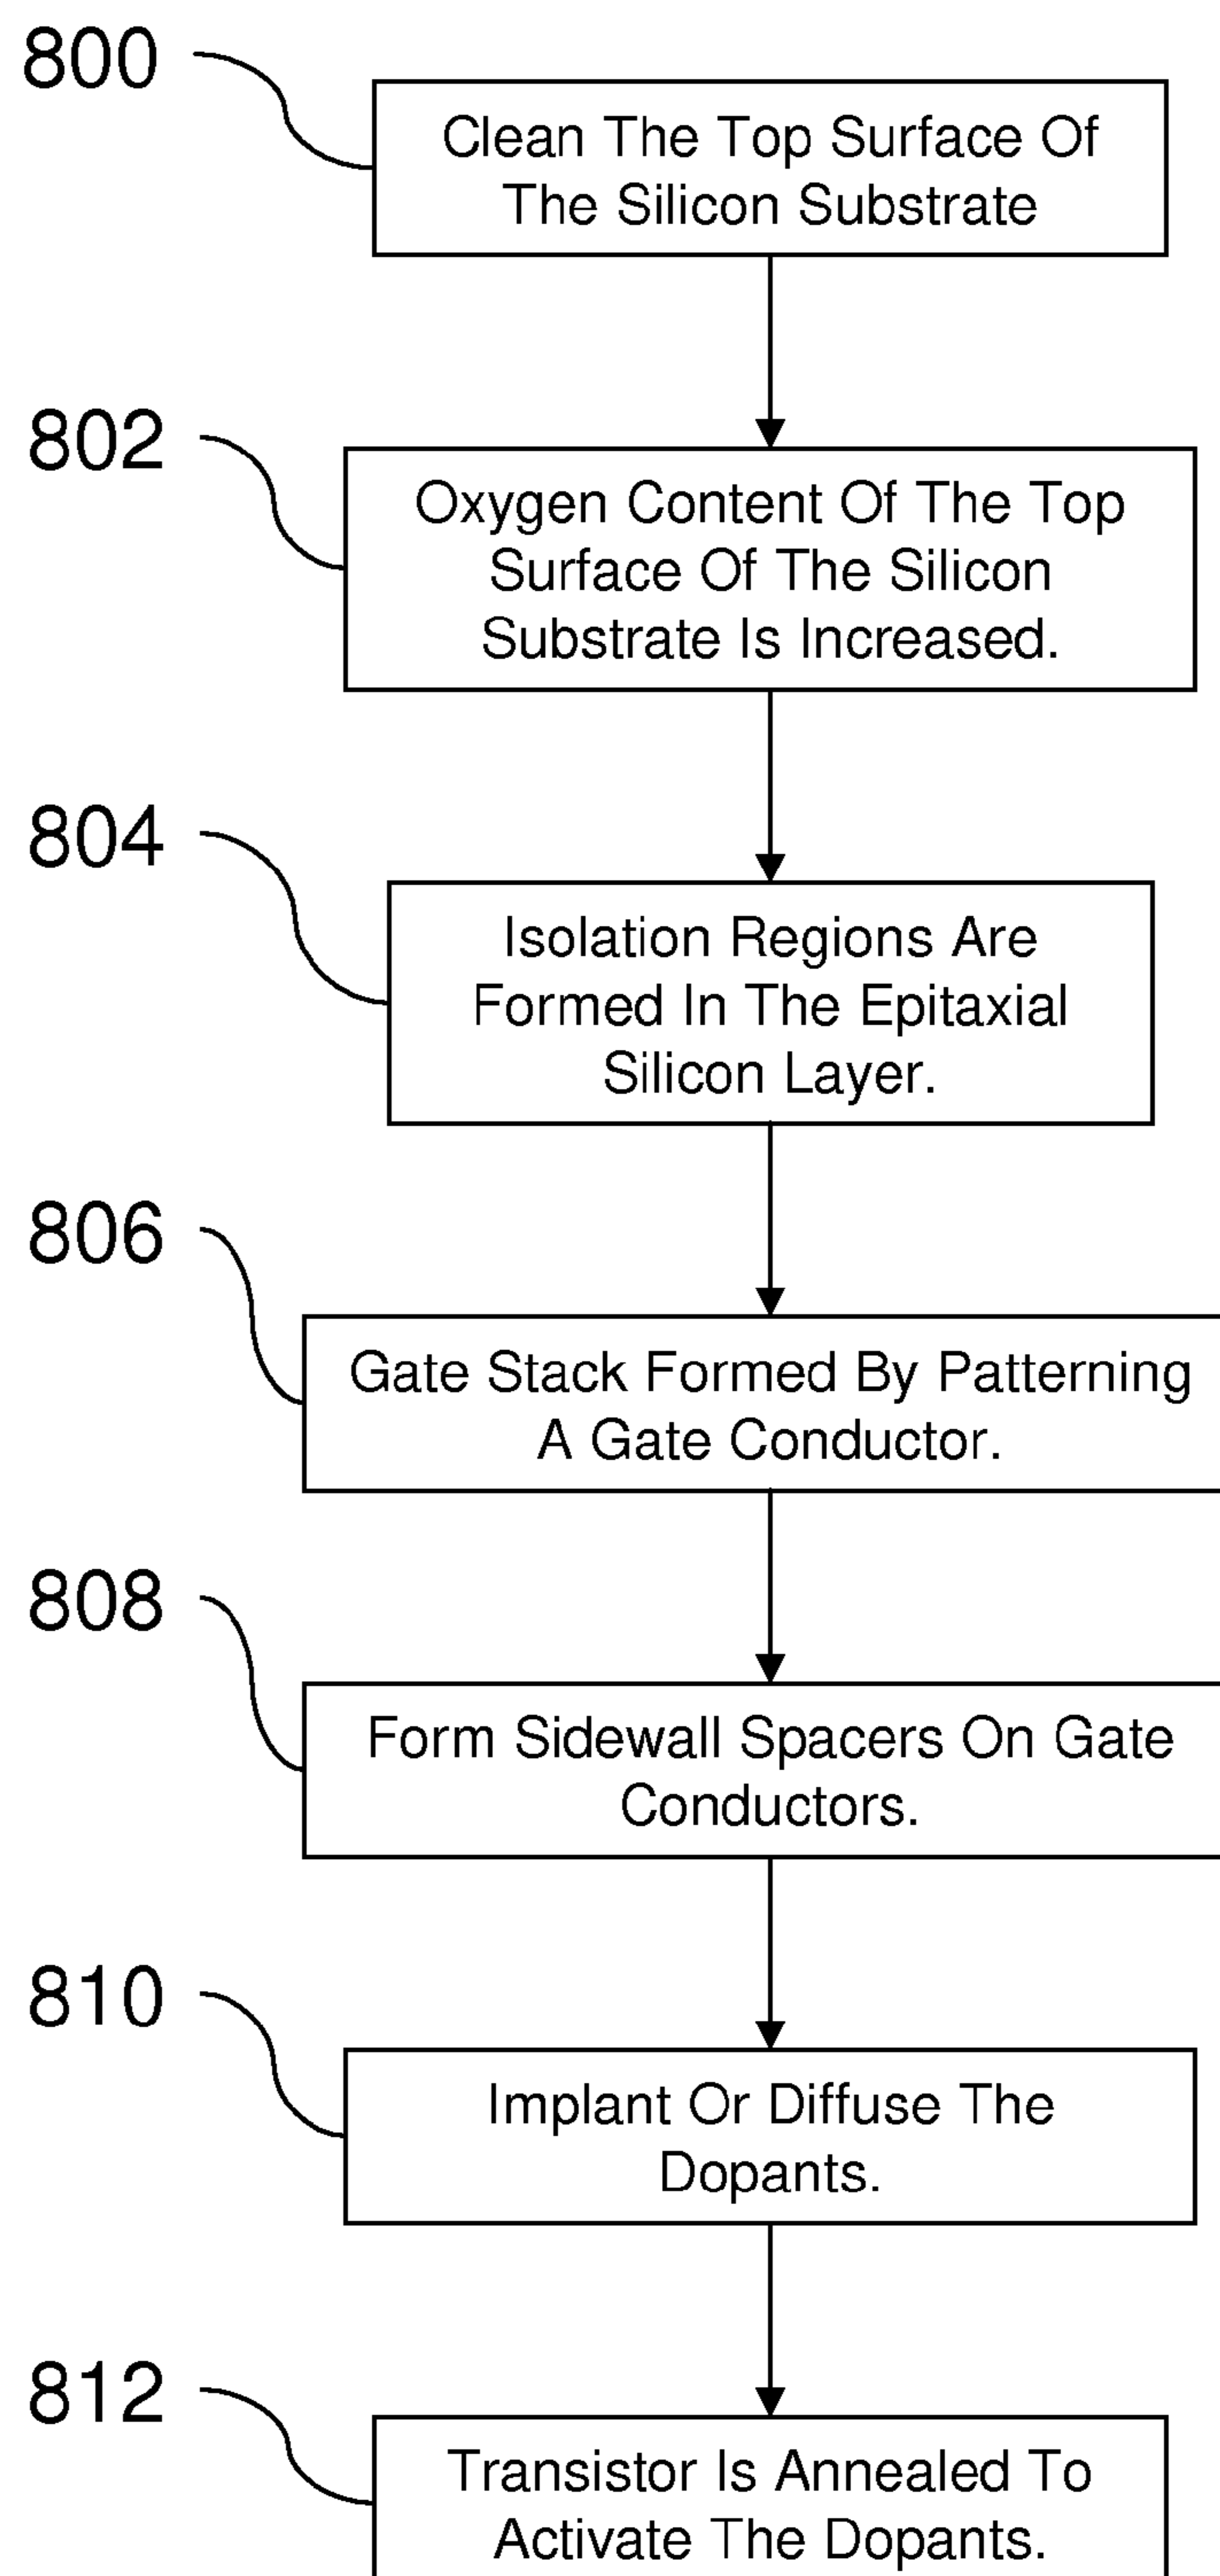 800
Clean The Top Surface Of
The Silicon Substrate
802
Oxygen Content Of The Top
Surface Of The Silicon
Substrate Is Increased.
804
Isolation Regions Are
Formed In The Epitaxial
Silicon Layer.
806
Gate Stack Formed By Patterning
A Gate Conductor.
808
Form Sidewall Spacers On Gate
Conductors.
810
Implant Or Diffuse The
Dopants.
812
Transistor Is Annealed To
Activate The Dopants.